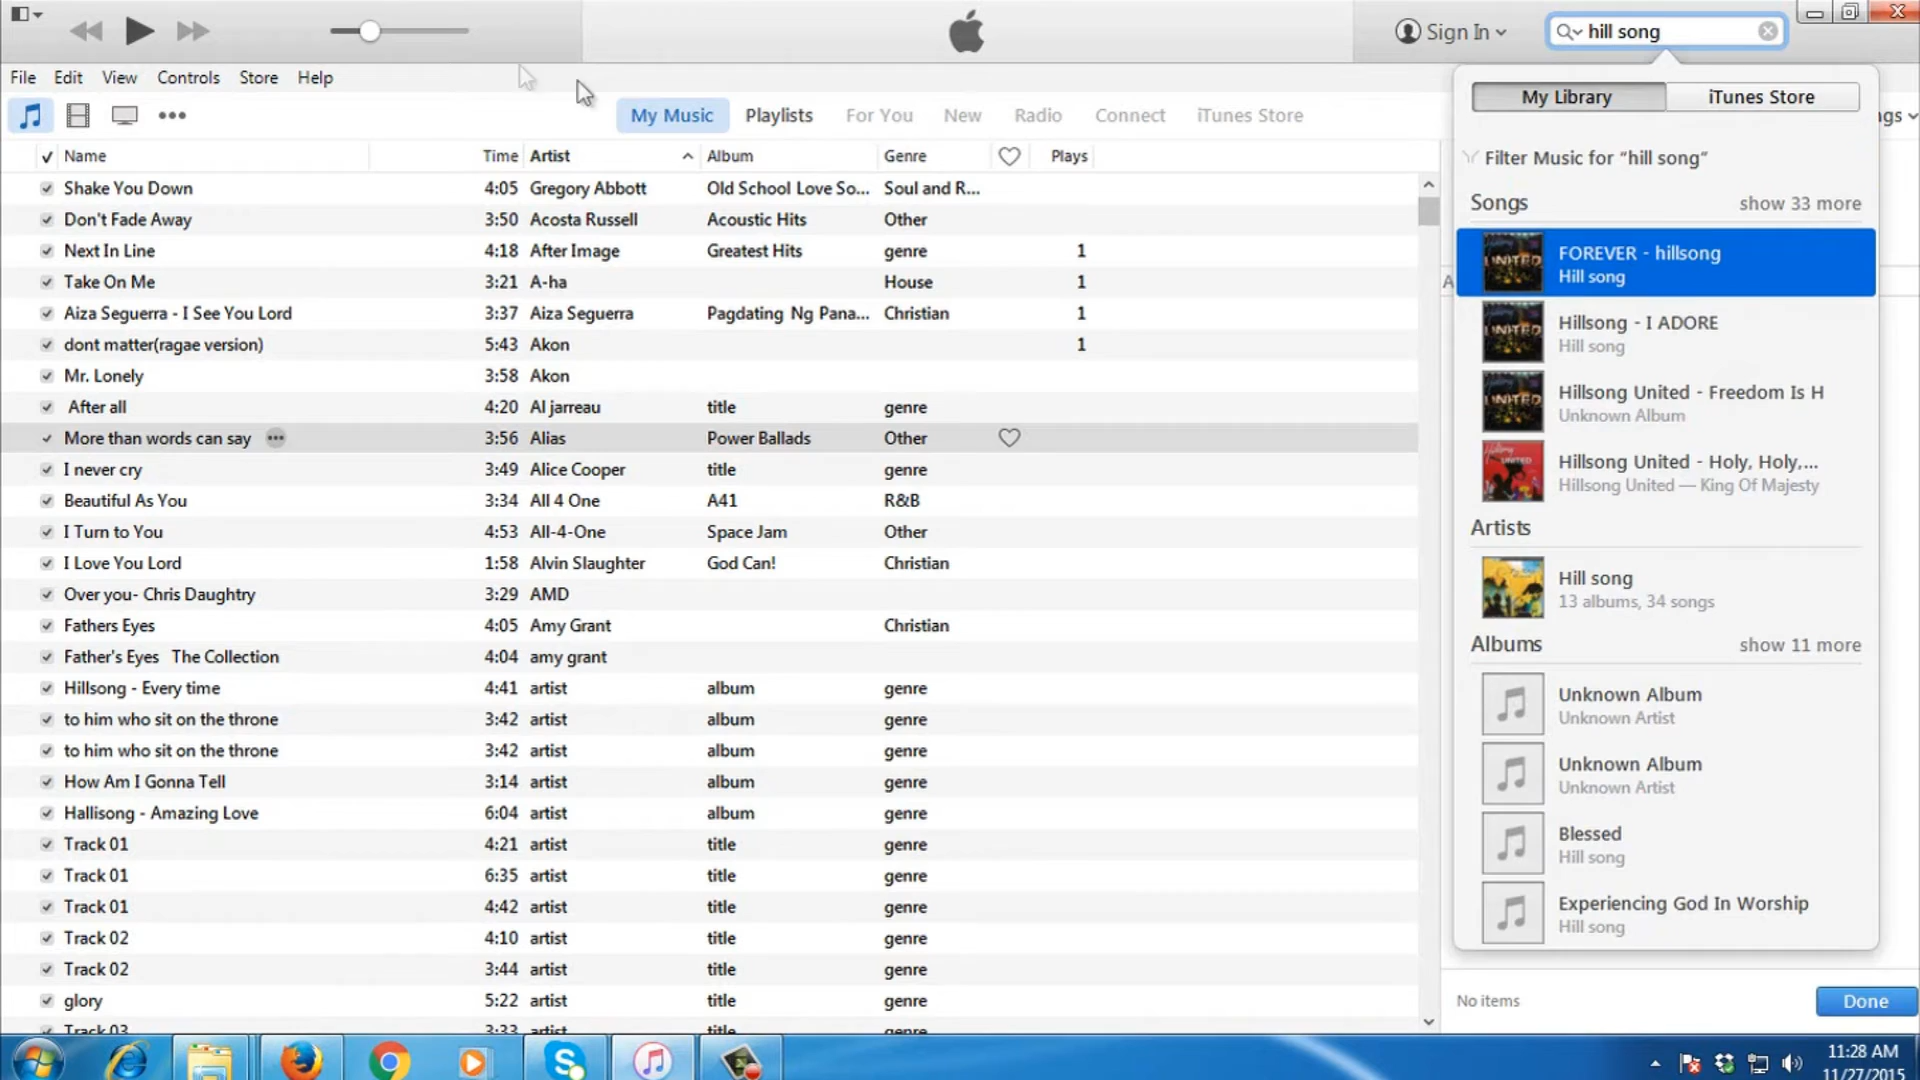 Sign In
hill song
File Edit View Controls Store Help
My Music Playlists For You New Radio Connect iTunes Store
My Library iTunes Store
Filter Music for “hill song”
Songs show 33 more
FOREVER - hillsong
Hill song
Hillsong - I ADORE
Hill song
Hillsong United - Freedom Is H
Unknown Album
Hillsong United - Holy, Holy,...
Hillsong United — King Of Majesty
Artists
Hill song
13 albums, 34 songs
Albums show 11 more
Unknown Album
Unknown Artist
Unknown Album
Unknown Artist
Blessed
Hill song
Experiencing God In Worship
Hill song
No items Done
Name Time Artist Album Genre Plays
Shake You Down 4:05 Gregory Abbott Old School Love So... Soul and R...
Don't Fade Away 3:50 Acosta Russell Acoustic Hits Other
Next In Line 4:18 After Image Greatest Hits genre 1
Take On Me 3:21 A-ha House 1
Aiza Seguerra - I See You Lord 3:37 Aiza Seguerra Pagdating Ng Pana... Christian 1
dont matter(ragae version) 5:43 Akon 1
Mr. Lonely 3:58 Akon
After all 4:20 Al jarreau title genre
More than words can say 3:56 Alias Power Ballads Other
I never cry 3:49 Alice Cooper title genre
Beautiful As You 3:34 All 4 One A41 R&B
I Turn to You 4:53 All-4-One Space Jam Other
I Love You Lord 1:58 Alvin Slaughter God Can! Christian
Over you- Chris Daughtry 3:29 AMD
Fathers Eyes 4:05 Amy Grant Christian
Father's Eyes The Collection 4:04 amy grant
Hillsong - Every time 4:41 artist album genre
to him who sit on the throne 3:42 artist album genre
to him who sit on the throne 3:42 artist album genre
How Am I Gonna Tell 3:14 artist album genre
Hallisong - Amazing Love 6:04 artist album genre
Track 01 4:21 artist title genre
Track 01 6:35 artist title genre
Track 01 4:42 artist title genre
Track 02 4:10 artist title genre
Track 02 3:44 artist title genre
glory 5:22 artist title genre
Track 03 3:33 artist title genre
11:28 AM
11/27/2015